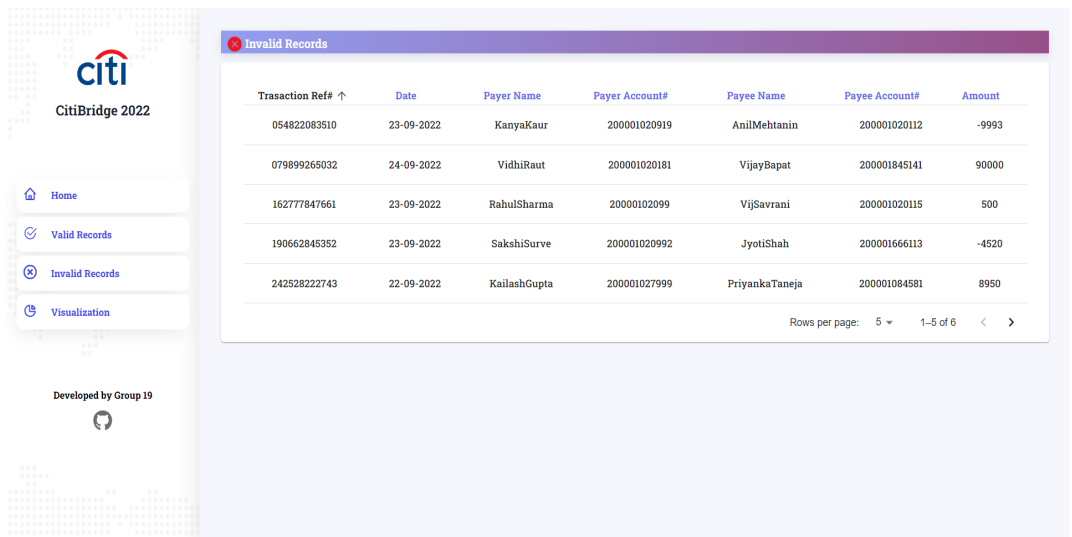 citi
CitiBridge 2022
Home
Valid Records
Invalid Records
Visualization
Developed by Group 19
Invalid Records
Trasaction Ref# Date Payer Name Payer Account# Payee Name Payee Account# Amount
054822083510 23-09-2022 KanyaKaur 200001020919 AnilMehtanin 200001020112 -9993
079899265032 24-09-2022 VidhiRaut 200001020181 VijayBapat 200001845141 90000
162777847661 23-09-2022 RahulSharma 20000102099 VijSavrani 200001020115 500
190662845352 23-09-2022 SakshiSurve 200001020992 JyotiShah 200001666113 -4520
242528222743 22-09-2022 KailashGupta 200001027999 PriyankaTaneja 200001084581 8950
Rows per page: 5 1–5 of 6